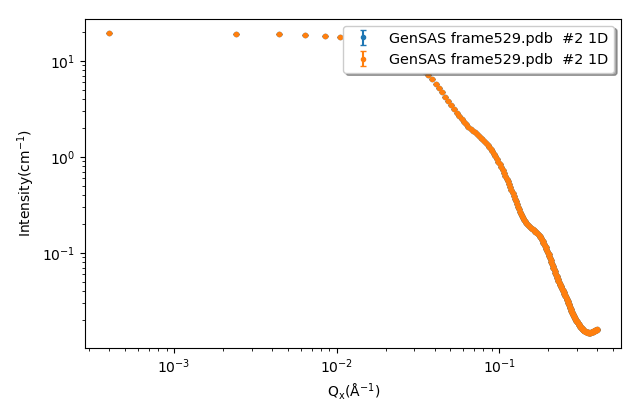 GenSAS frame529.pdb  #2 1D
GenSAS frame529.pdb  #2 1D
10¹
10⁰
10⁻¹
Intensity(cm⁻¹)
10⁻³
10⁻²
10⁻¹
Qₓ(Å⁻¹)